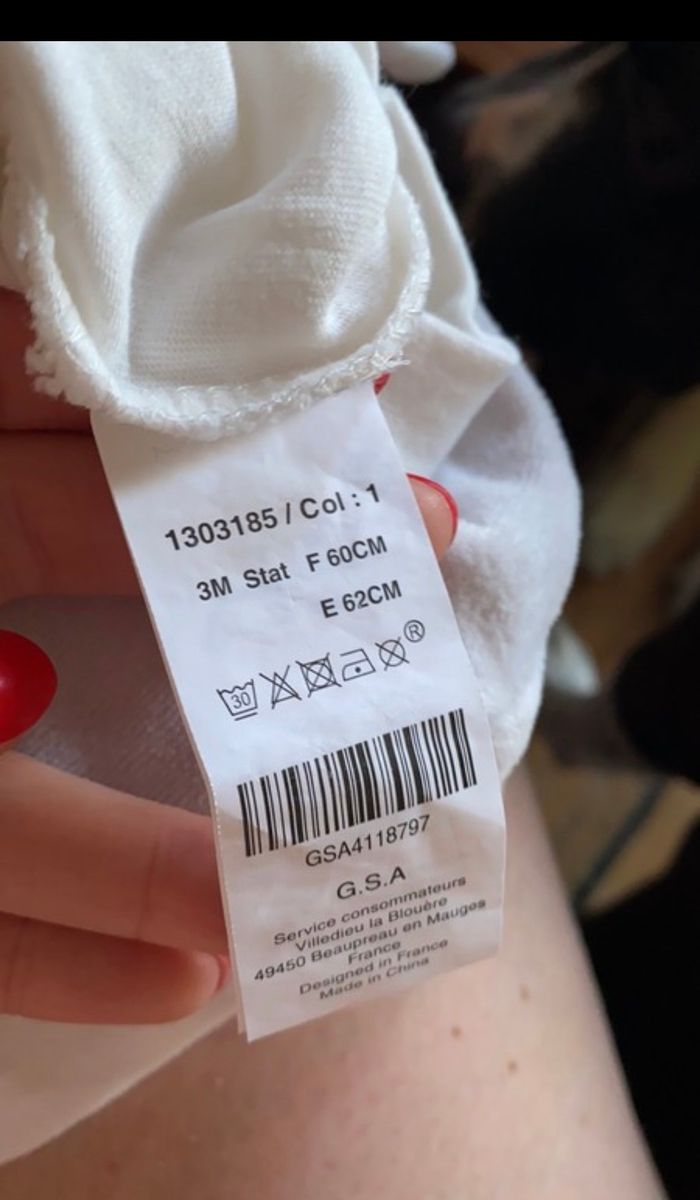 1303185 / Col : 1
3M Stat F 60CM
E 62CM
30 ®
GSA4118797
G.S.A
Service consommateurs
Villedieu la Blouère
49450 Beaupreau en Mauges
France
Designed in France
Made in China